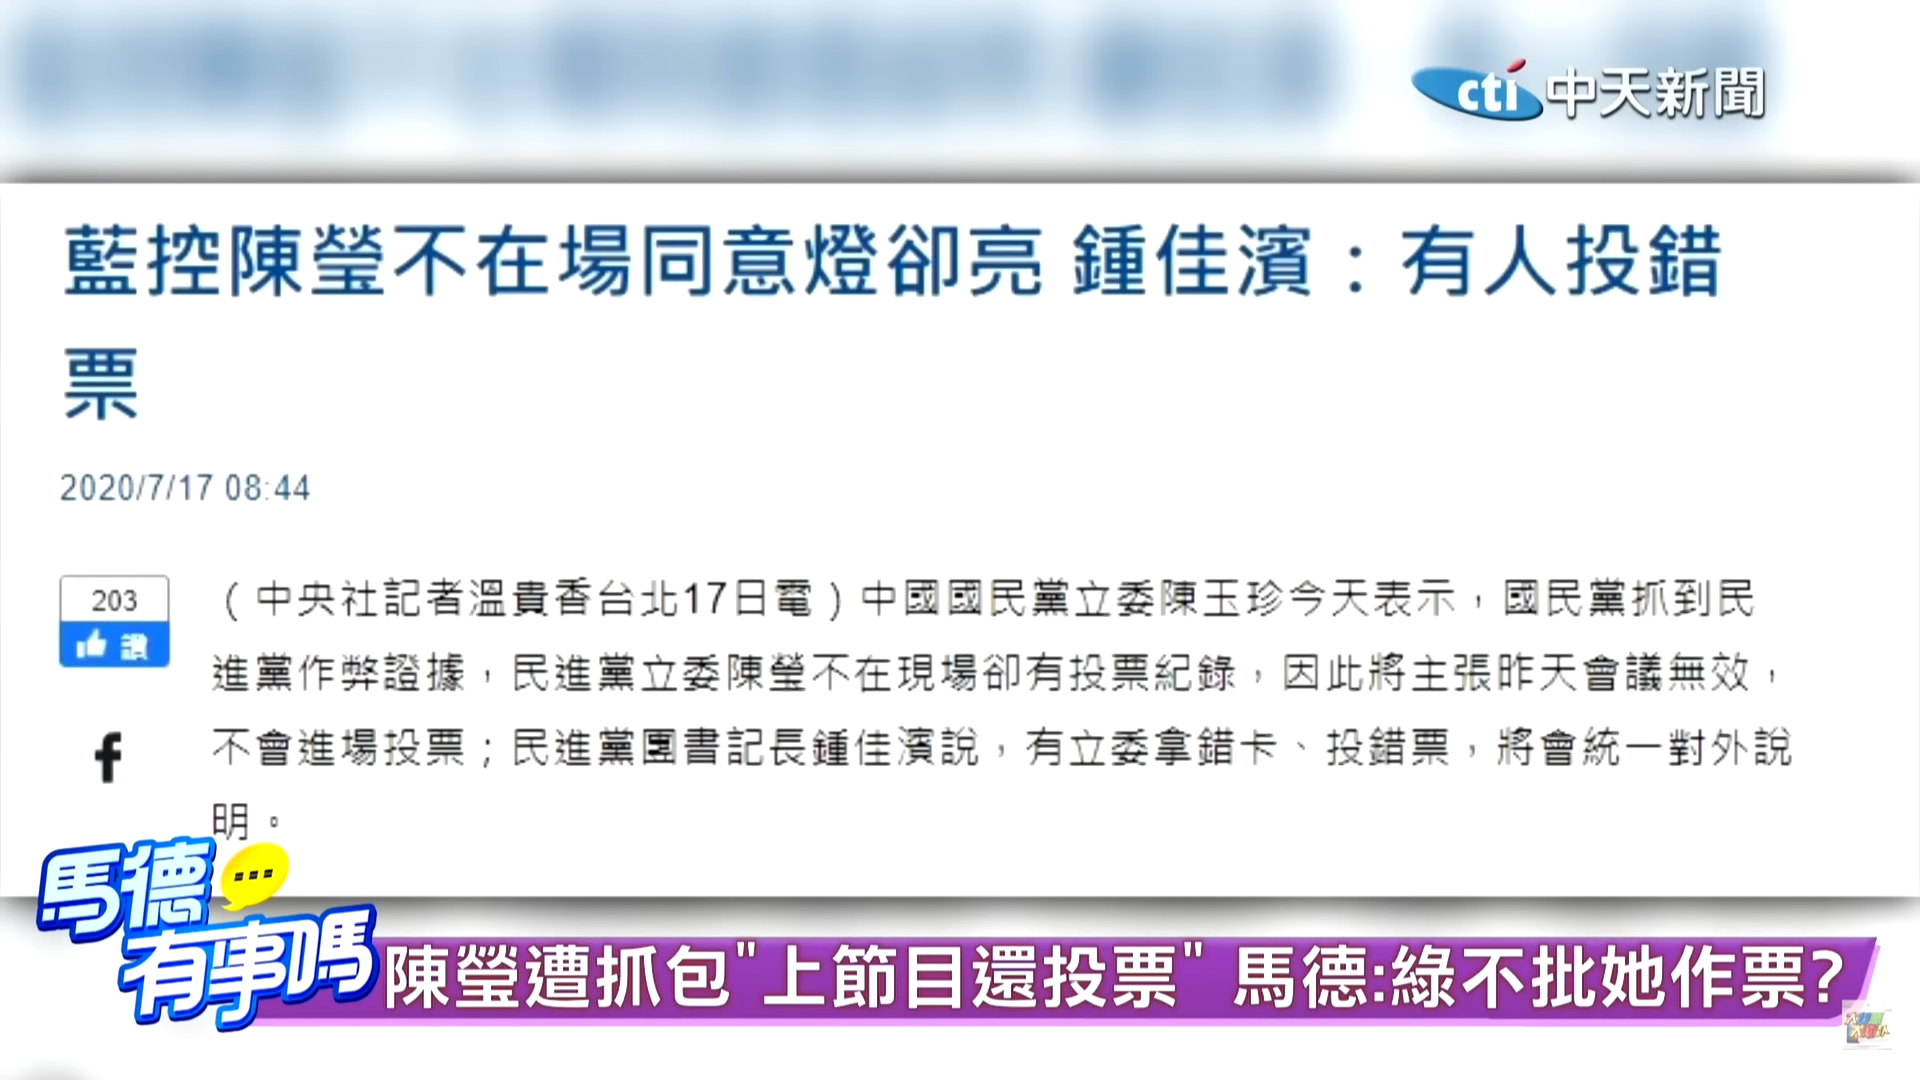 cti 中天新聞
藍控陳瑩不在場同意燈卻亮 鍾佳濱：有人投錯
票
2020/7/17 08:44
203
讚
（中央社記者溫貴香台北17日電）中國國民黨立委陳玉珍今天表示，國民黨抓到民
進黨作弊證據，民進黨立委陳瑩不在現場卻有投票紀錄，因此將主張昨天會議無效，
不會進場投票；民進黨團書記長鍾佳濱說，有立委拿錯卡、投錯票，將會統一對外說
明。
馬德
有事嗎
陳瑩遭抓包"上節目還投票" 馬德:綠不批她作票?